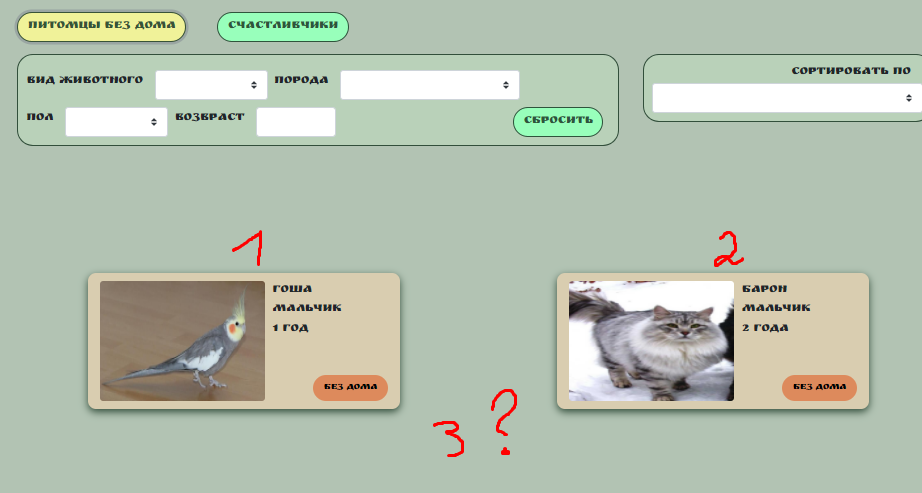 ПИТОМЦЫ БЕЗ ДОМА СЧАСТЛИВЧИКИ
ВИД ЖИВОТНОГО ПОРОДА
ПОЛ ВОЗВРАСТ СБРОСИТЬ
СОРТИРОВАТЬ ПО
1
ГОША
МАЛЬЧИК
1 ГОД
БЕЗ ДОМА
2
БАРОН
МАЛЬЧИК
2 ГОДА
БЕЗ ДОМА
3 ?